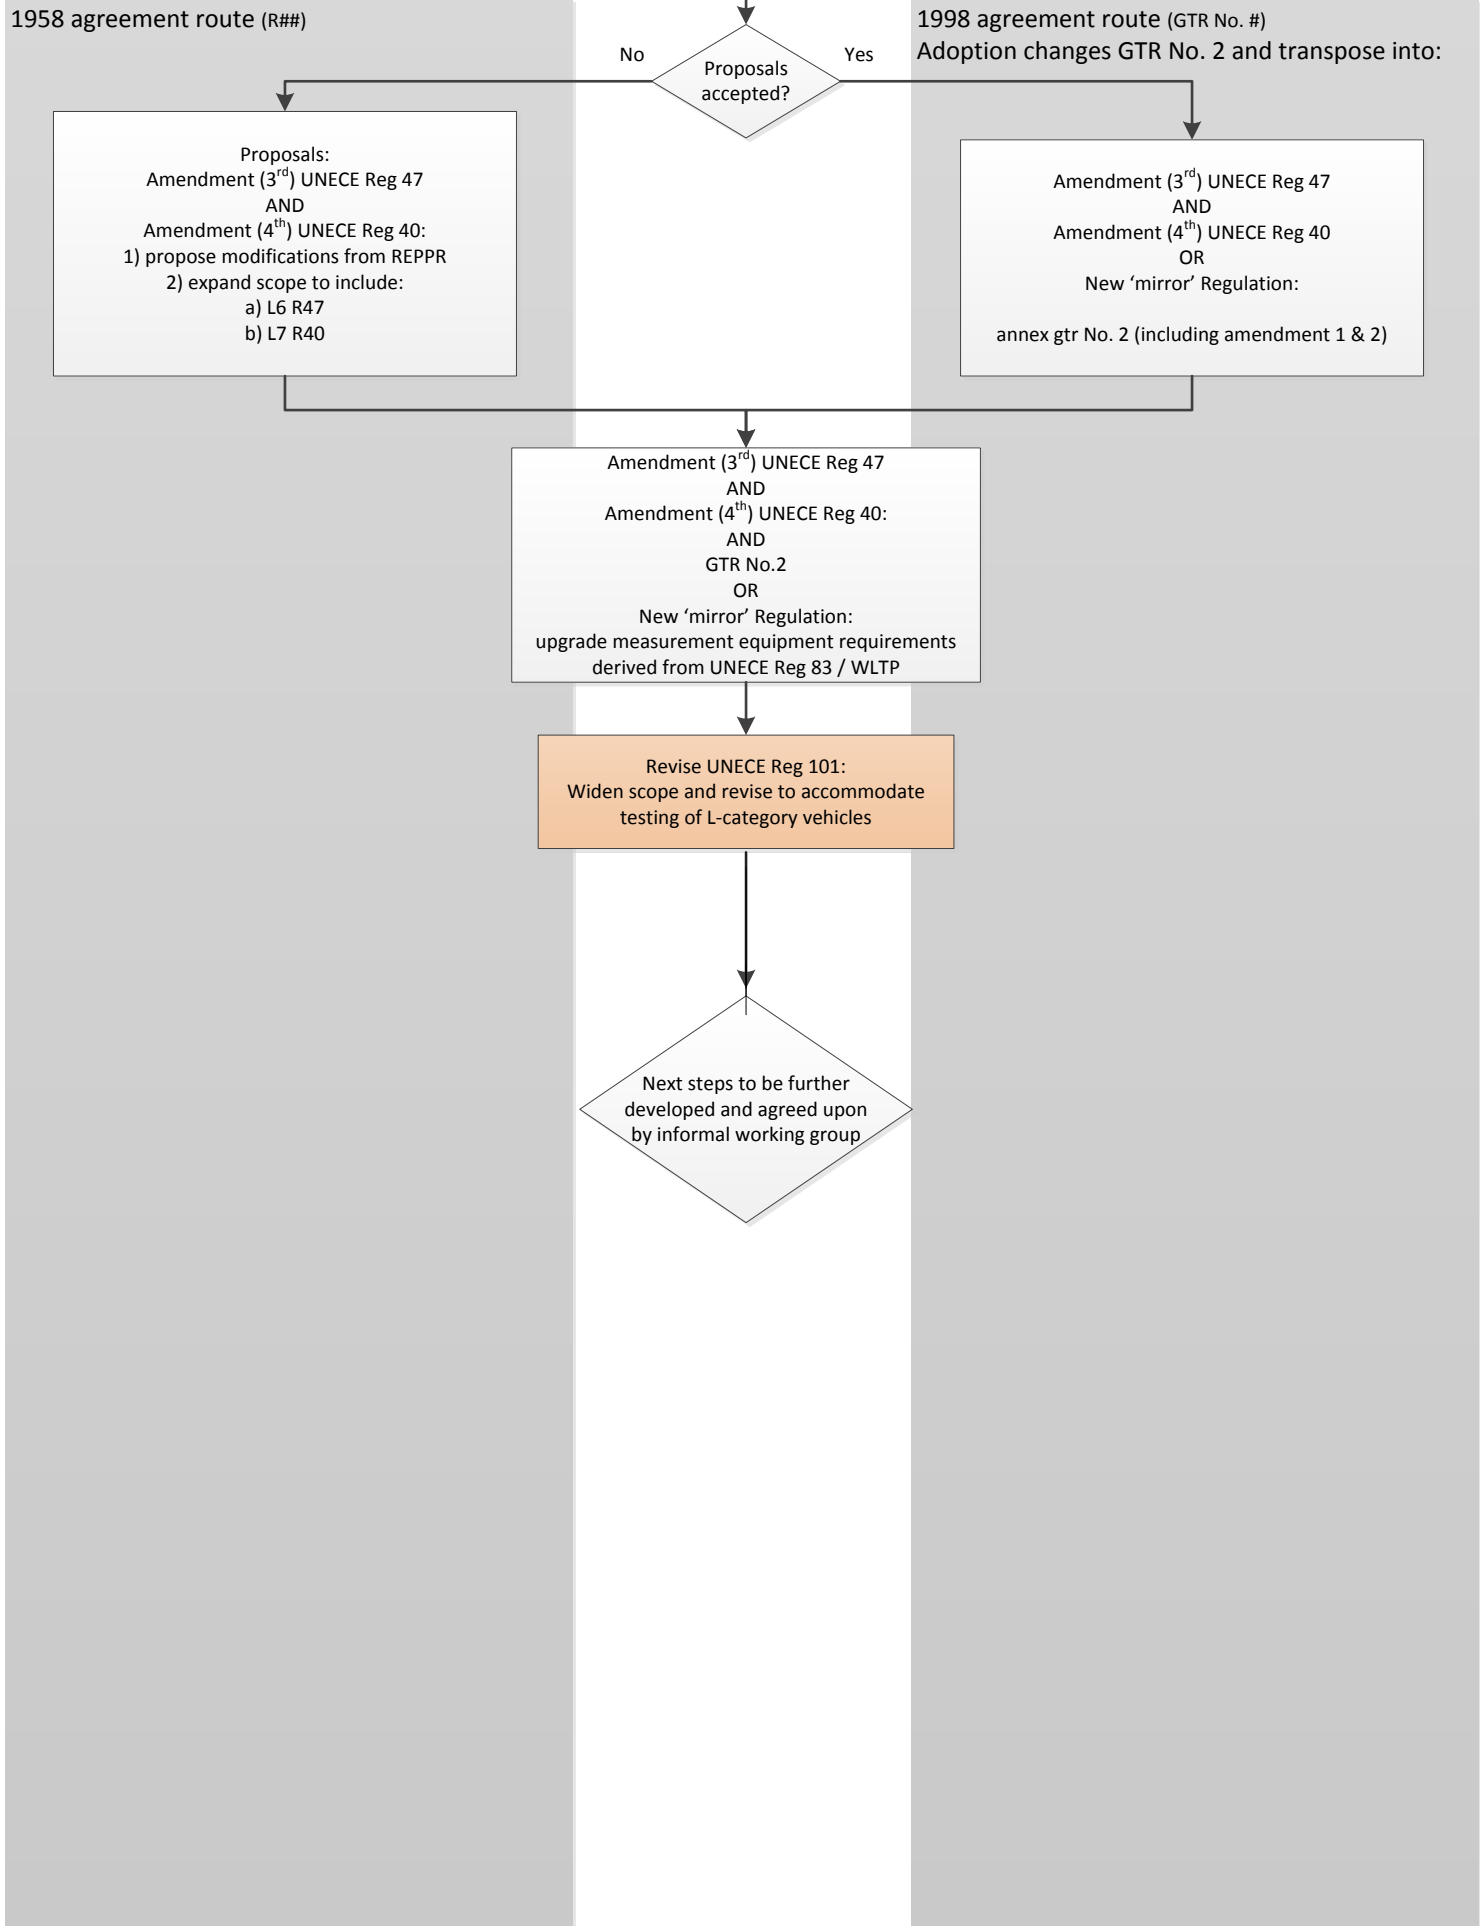 1958 agreement route (R##)
1998 agreement route (GTR No. #)
Adoption changes GTR No. 2 and transpose into:
No
Yes
Proposals
accepted?
Proposals:
Amendment (3rd) UNECE Reg 47
AND
Amendment (4th) UNECE Reg 40:
1) propose modifications from REPPR
2) expand scope to include:
a) L6 R47
b) L7 R40
Amendment (3rd) UNECE Reg 47
AND
Amendment (4th) UNECE Reg 40
OR
New ‘mirror’ Regulation:
annex gtr No. 2 (including amendment 1 & 2)
Amendment (3rd) UNECE Reg 47
AND
Amendment (4th) UNECE Reg 40:
AND
GTR No.2
OR
New ‘mirror’ Regulation:
upgrade measurement equipment requirements
derived from UNECE Reg 83 / WLTP
Revise UNECE Reg 101:
Widen scope and revise to accommodate
testing of L-category vehicles
Next steps to be further
developed and agreed upon
by informal working group